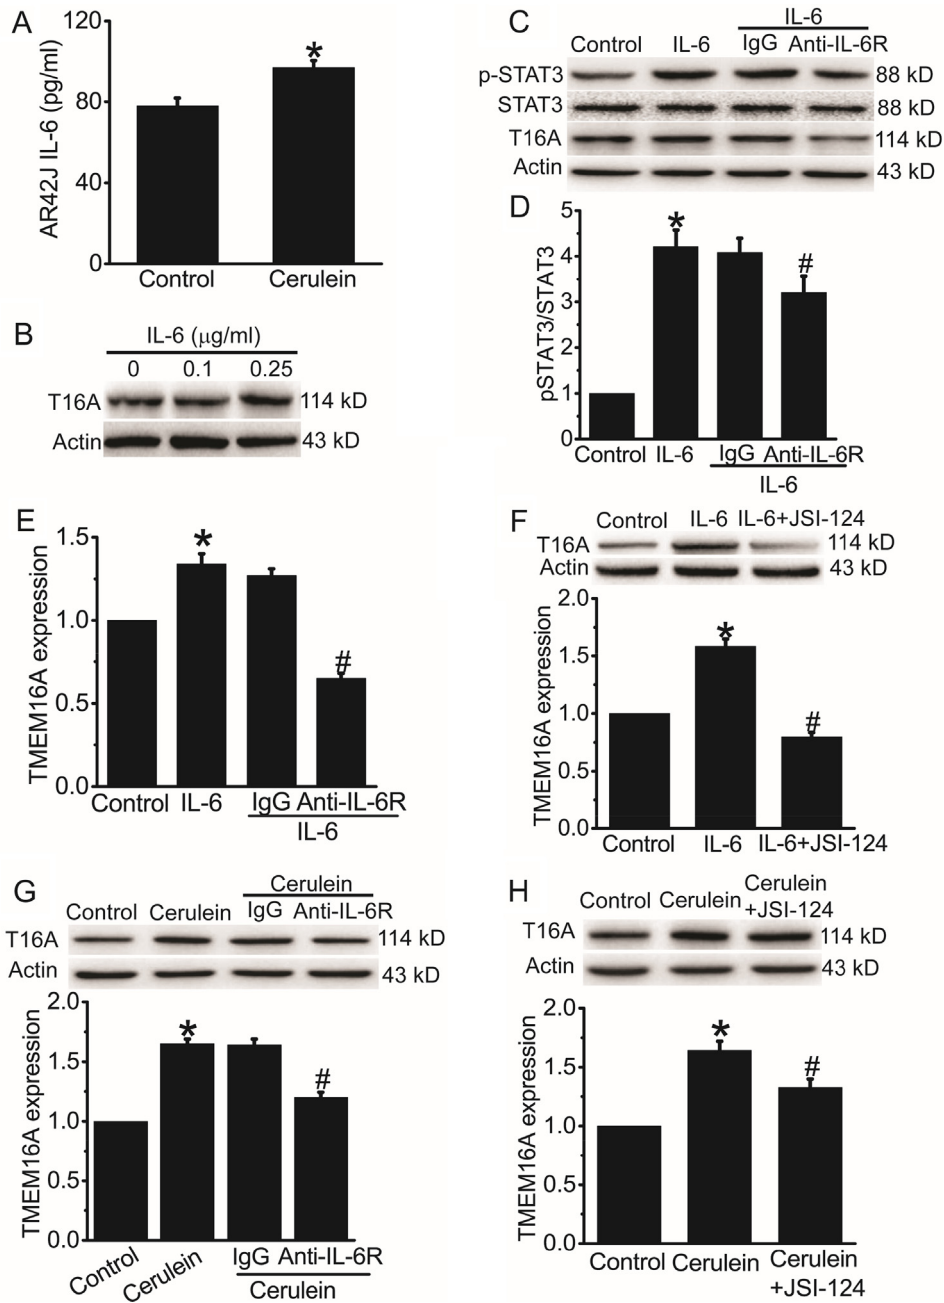 A
120
80
40
0
AR42J IL-6 (pg/ml)
*
Control Cerulein
B
IL-6 (μg/ml)
0 0.1 0.25
T16A 114 kD
Actin 43 kD
C
IL-6
Control IL-6 IgG Anti-IL-6R
p-STAT3 88 kD
STAT3 88 kD
T16A 114 kD
Actin 43 kD
D
5
4
3
2
1
0
pSTAT3/STAT3
*
#
Control IL-6 IgG Anti-IL-6R
IL-6
E
1.5
1.0
0.5
0.0
TMEM16A expression
*
#
Control IL-6 IgG Anti-IL-6R
IL-6
F
Control IL-6 IL-6+JSI-124
T16A 114 kD
Actin 43 kD
2.0
1.5
1.0
0.5
0.0
TMEM16A expression
*
#
Control IL-6 IL-6+JSI-124
G
Cerulein
Control Cerulein IgG Anti-IL-6R
T16A 114 kD
Actin 43 kD
2.0
1.5
1.0
0.5
0.0
TMEM16A expression
*
#
Control Cerulein IgG Anti-IL-6R
Cerulein
H
Control Cerulein Cerulein
+JSI-124
T16A 114 kD
Actin 43 kD
2.0
1.5
1.0
0.5
0.0
TMEM16A expression
*
#
Control Cerulein Cerulein
+JSI-124